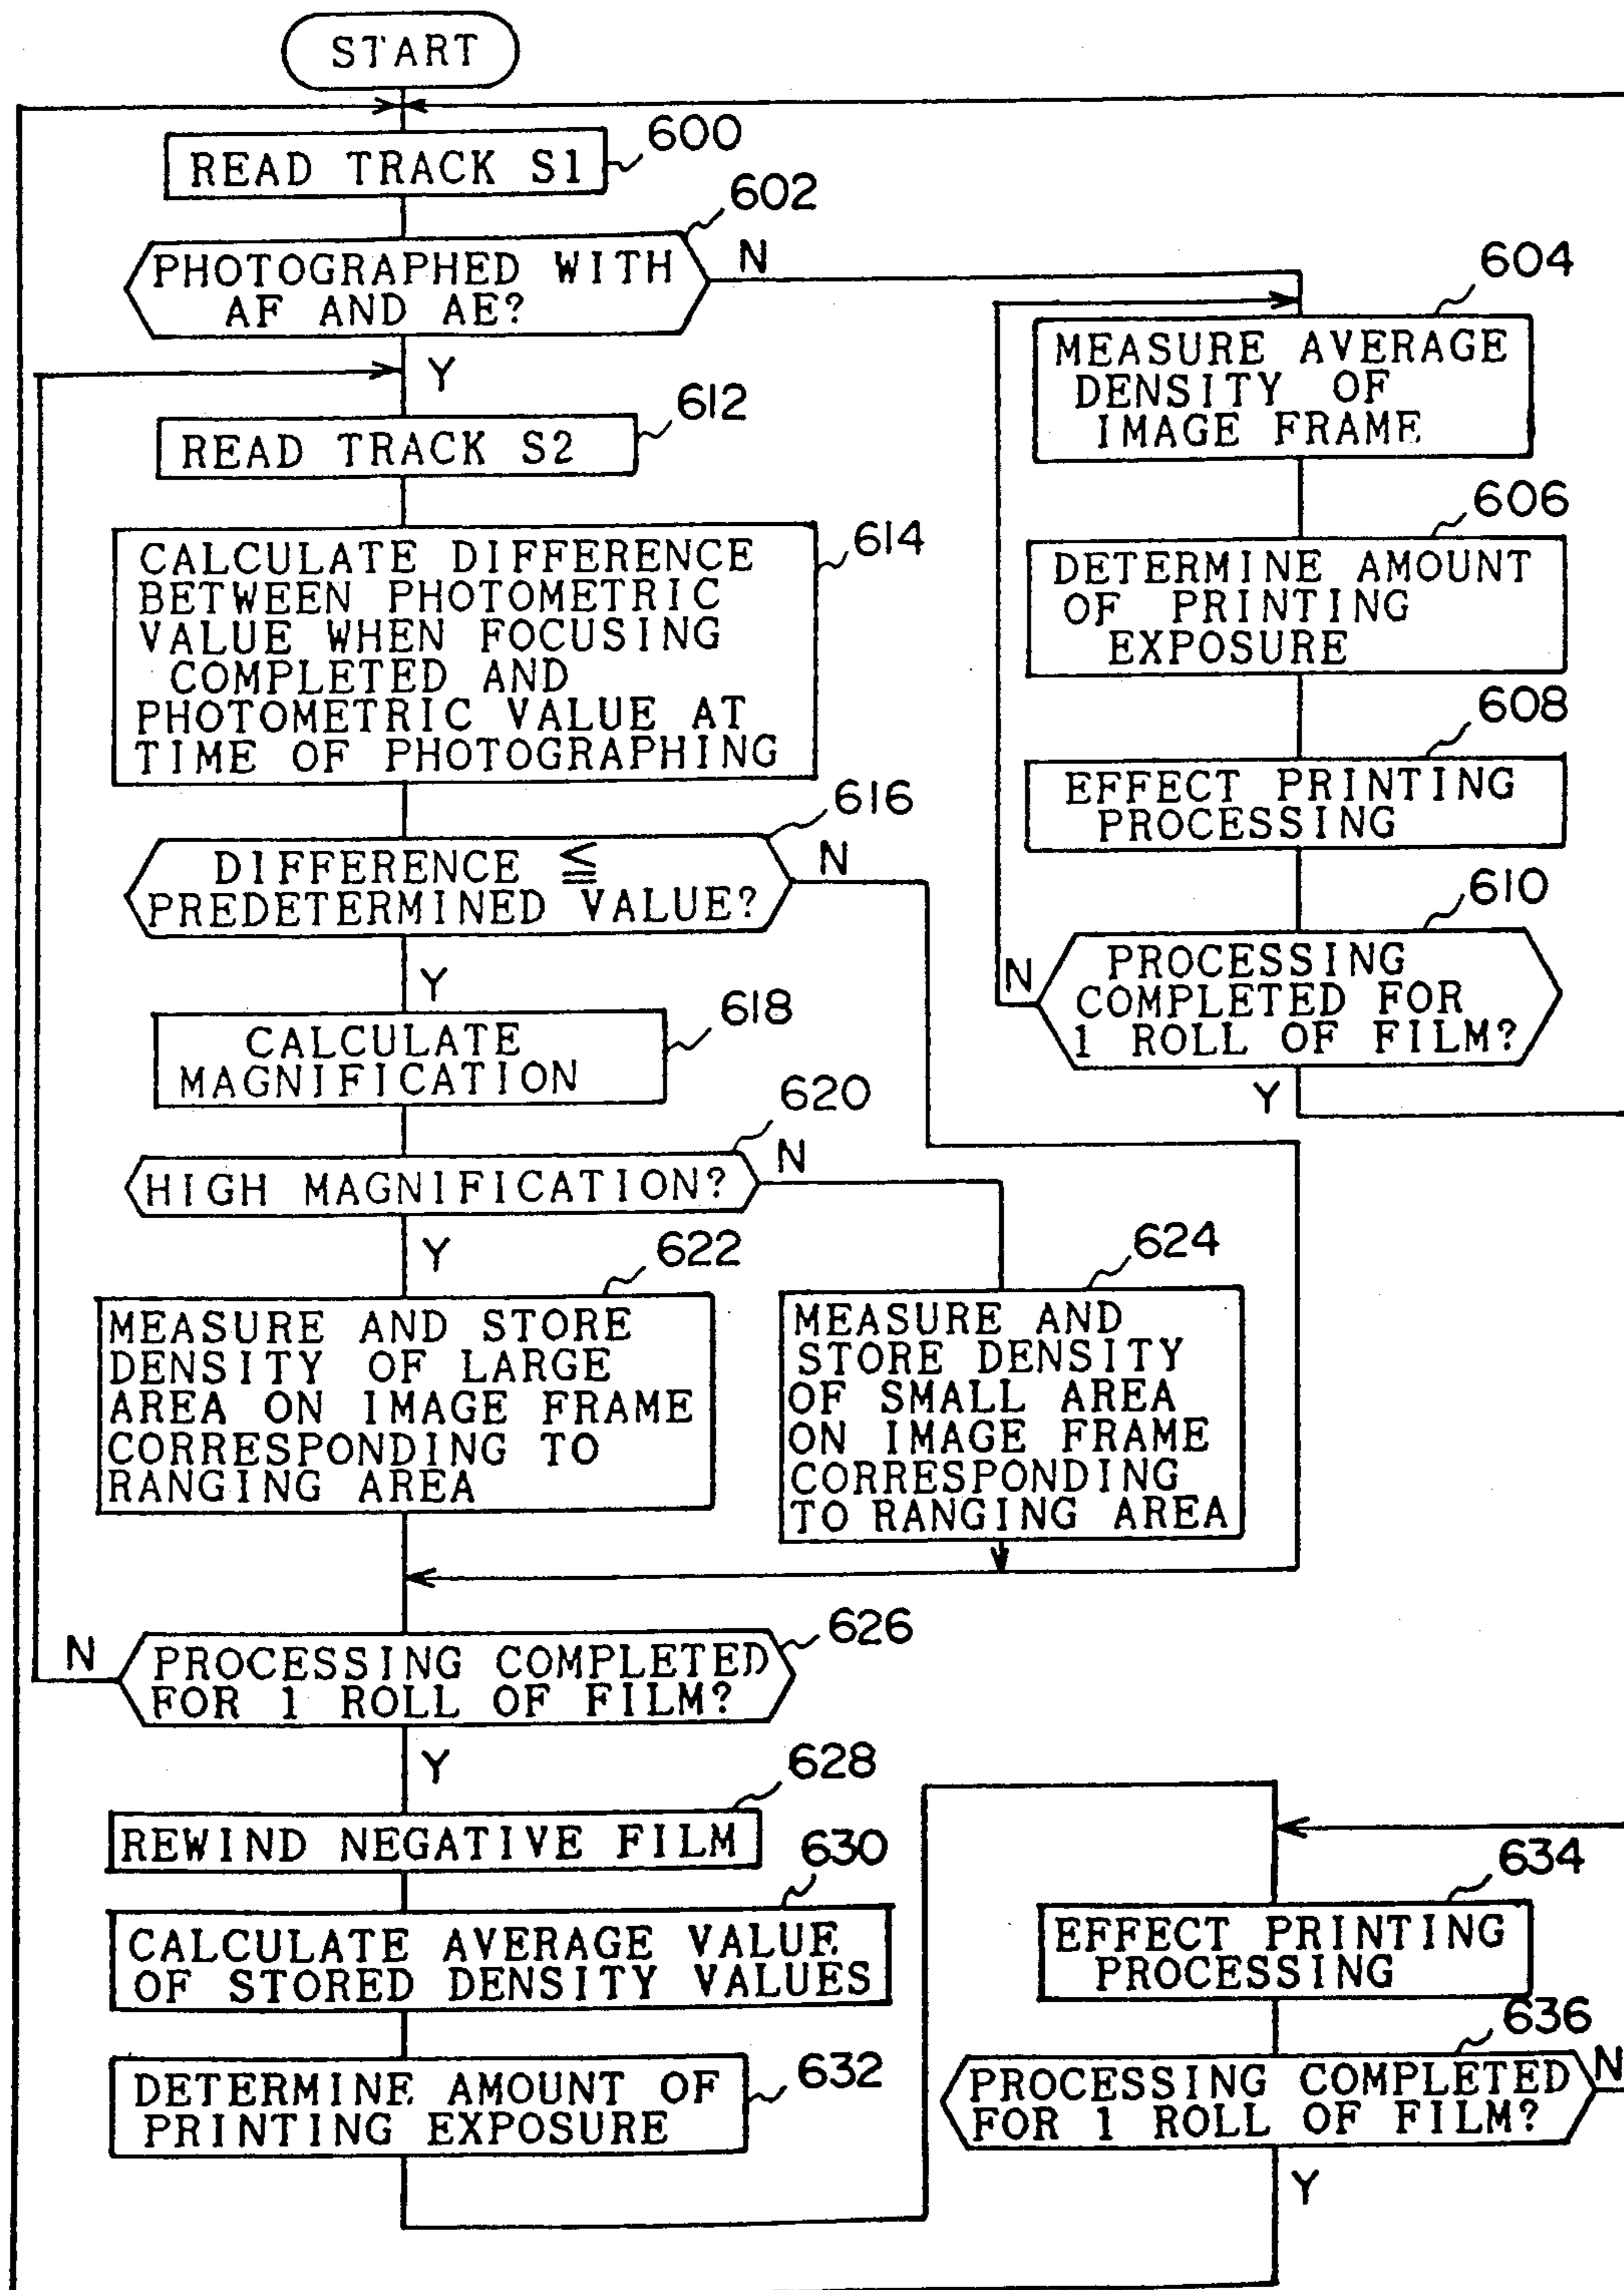 START
READ TRACK S1
600
602
PHOTOGRAPHED WITH
AF AND AE?
N
Y
604
MEASURE AVERAGE
DENSITY OF
IMAGE FRAME
606
DETERMINE AMOUNT
OF PRINTING
EXPOSURE
608
EFFECT PRINTING
PROCESSING
610
PROCESSING
COMPLETED FOR
1 ROLL OF FILM?
N
Y
612
READ TRACK S2
614
CALCULATE DIFFERENCE
BETWEEN PHOTOMETRIC
VALUE WHEN FOCUSING
COMPLETED AND
PHOTOMETRIC VALUE AT
TIME OF PHOTOGRAPHING
616
DIFFERENCE ≦
PREDETERMINED VALUE?
N
Y
618
CALCULATE
MAGNIFICATION
620
HIGH MAGNIFICATION?
N
Y
622
MEASURE AND STORE
DENSITY OF LARGE
AREA ON IMAGE FRAME
CORRESPONDING TO
RANGING AREA
624
MEASURE AND
STORE DENSITY
OF SMALL AREA
ON IMAGE FRAME
CORRESPONDING
TO RANGING AREA
626
N
PROCESSING COMPLETED
FOR 1 ROLL OF FILM?
Y
628
REWIND NEGATIVE FILM
630
CALCULATE AVERAGE VALUE
OF STORED DENSITY VALUES
632
DETERMINE AMOUNT OF
PRINTING EXPOSURE
634
EFFECT PRINTING
PROCESSING
636
PROCESSING COMPLETED
FOR 1 ROLL OF FILM?
N
Y